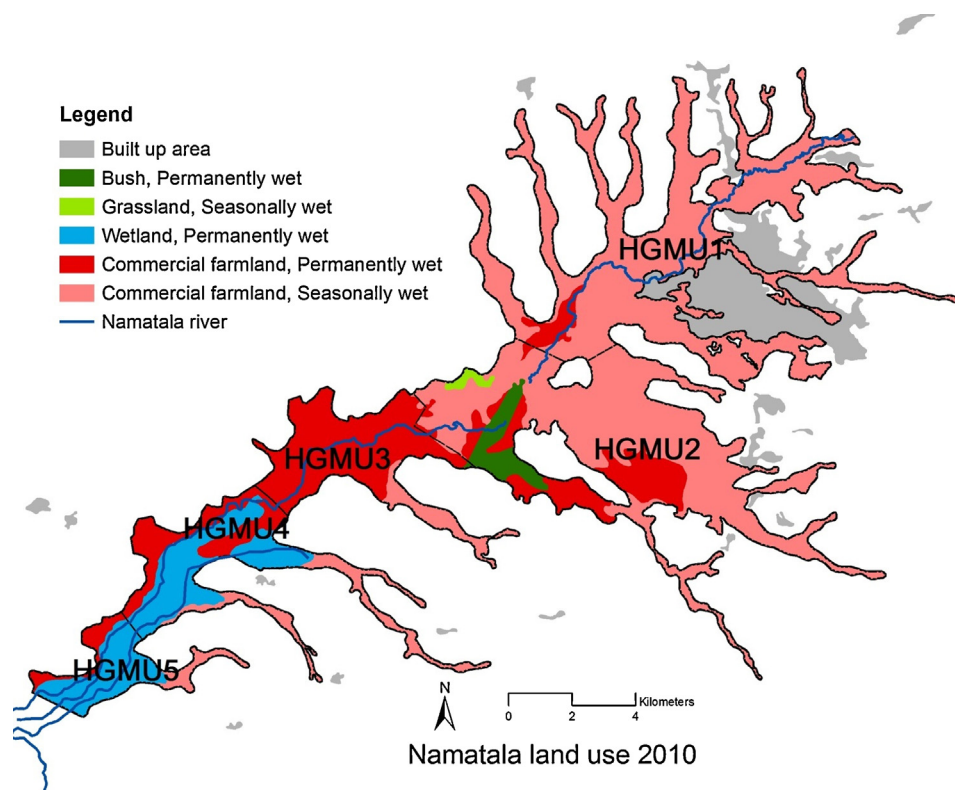 Legend
Built up area
Bush, Permanently wet
Grassland, Seasonally wet
Wetland, Permanently wet
Commercial farmland, Permanently wet
Commercial farmland, Seasonally wet
Namatala river
HGMU1
HGMU2
HGMU3
HGMU4
HGMU5
N
Kilometers
0 2 4
Namatala land use 2010